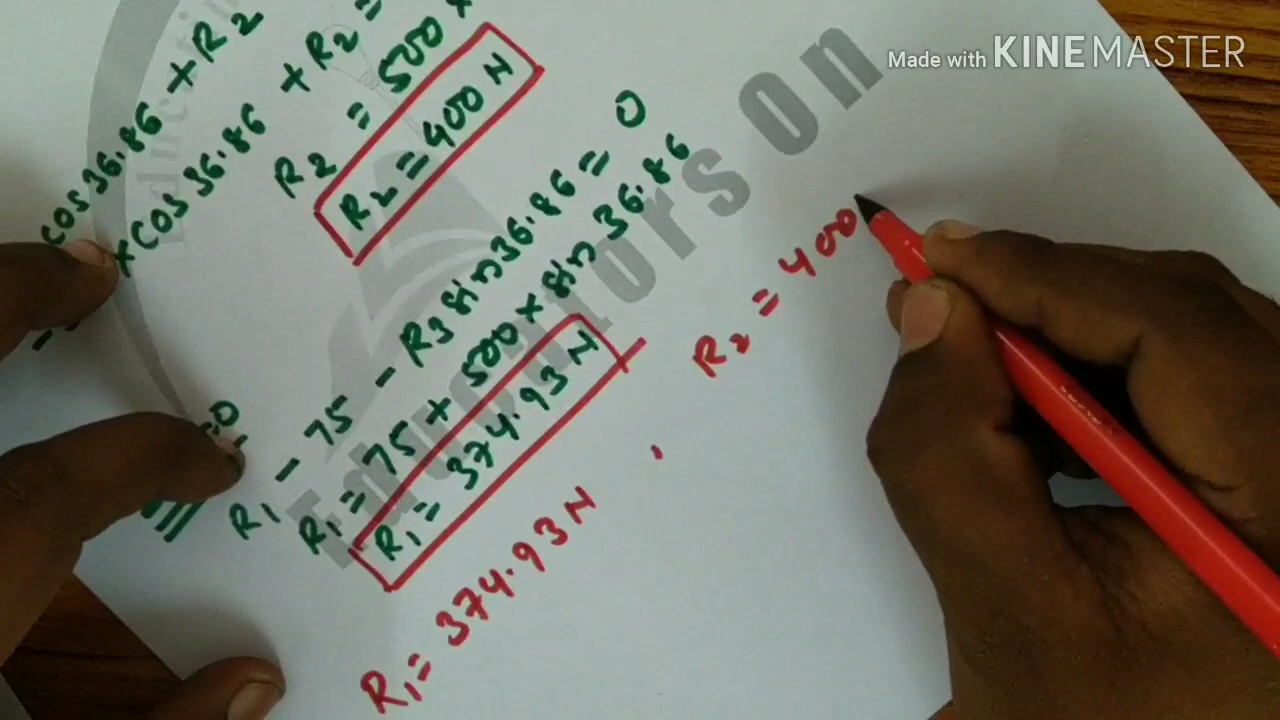 Made with KINEMASTER
cos 36.86 + R2
+ cos 36.86 + R2 =
R2 = 500 ×
R2 = 400 N
R1 - 75 - R3 sin 36.86 = 0
R1 = 75 + 500 × sin 36.86
R1 = 374.93 N
R1 = 374.93 N , R2 = 400
On